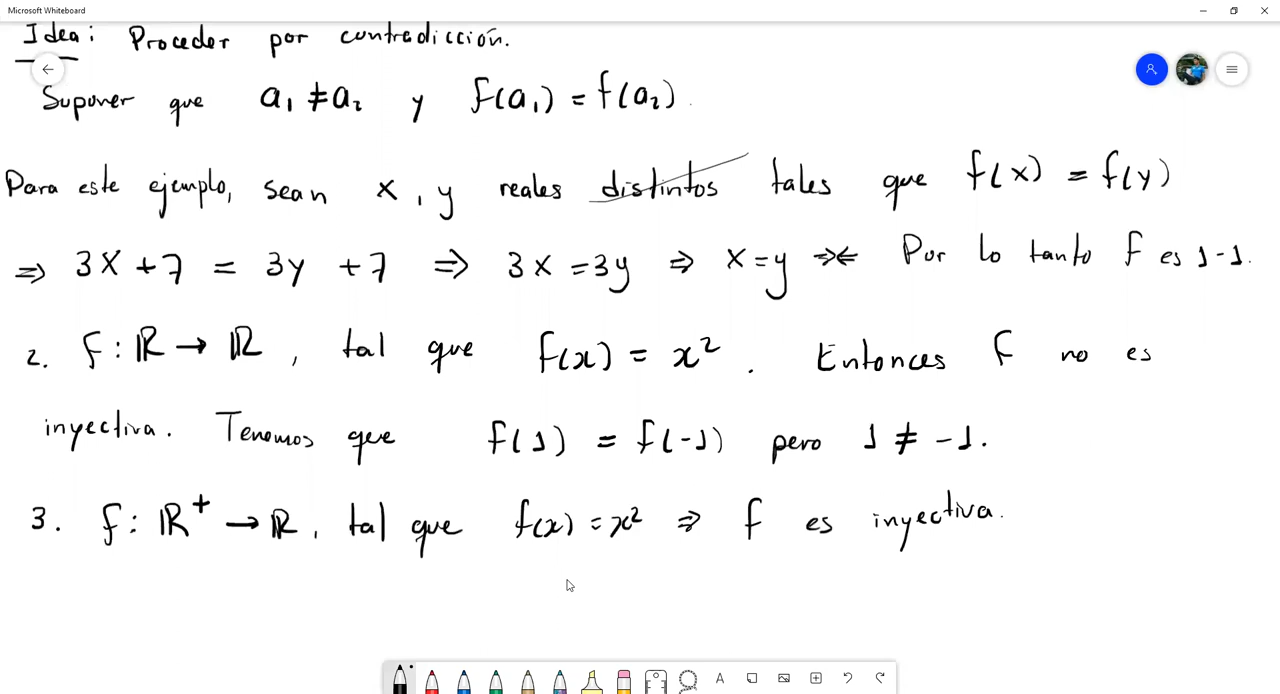 Microsoft Whiteboard
Idea: Proceder por contradicción.
Suponer que a₁ ≠ a₂ y f(a₁) = f(a₂).
Para este ejemplo, sean x, y reales distintos tales que f(x) = f(y)
⇒ 3x + 7 = 3y + 7 ⇒ 3x = 3y ⇒ x = y ⇒⇐ Por lo tanto f es 1-1.
2. f: ℝ → ℝ, tal que f(x) = x². Entonces f no es
inyectiva. Tenemos que f(1) = f(-1) pero 1 ≠ -1.
3. f: ℝ⁺ → ℝ, tal que f(x) = x² ⇒ f es inyectiva.